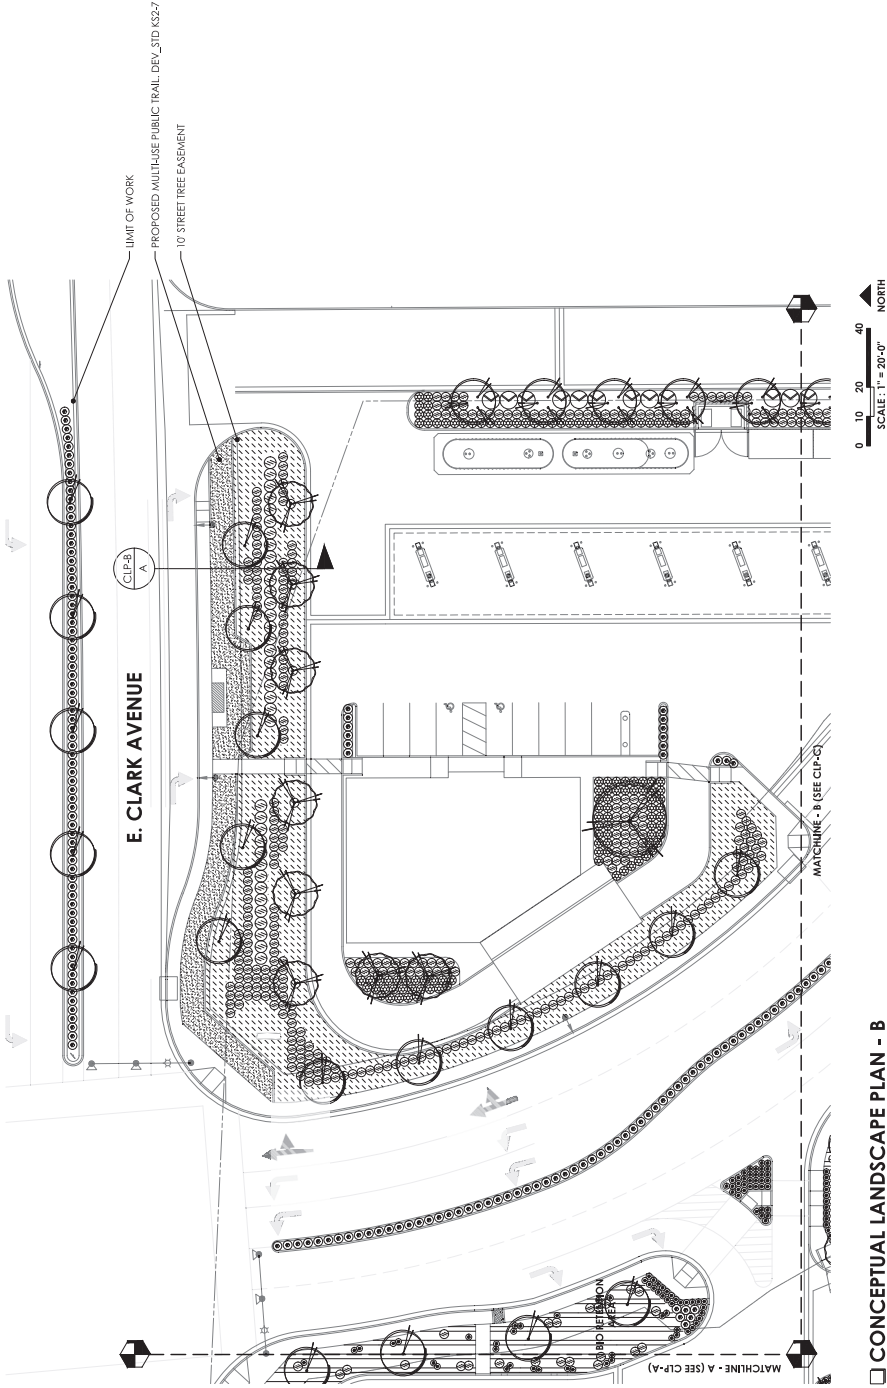 LIMIT OF WORK
PROPOSED MULTI-USE PUBLIC TRAIL. DEV_STD KS2-7
10' STREET TREE EASEMENT
CLP-B
A
E. CLARK AVENUE
MATCHLINE - B (SEE CLP-C)
BIO RETENTION
AREA
MATCHLINE - A (SEE CLP-A)
0 10 20 40
SCALE: 1" = 20'-0"
NORTH
CONCEPTUAL LANDSCAPE PLAN - B